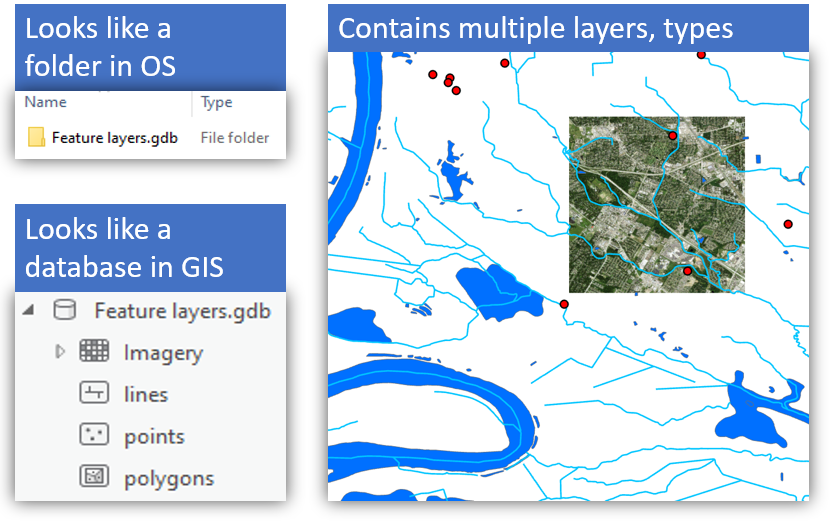 Looks like a
folder in OS
Name Type
Feature layers.gdb File folder
Looks like a
database in GIS
Feature layers.gdb
Imagery
lines
points
polygons
Contains multiple layers, types